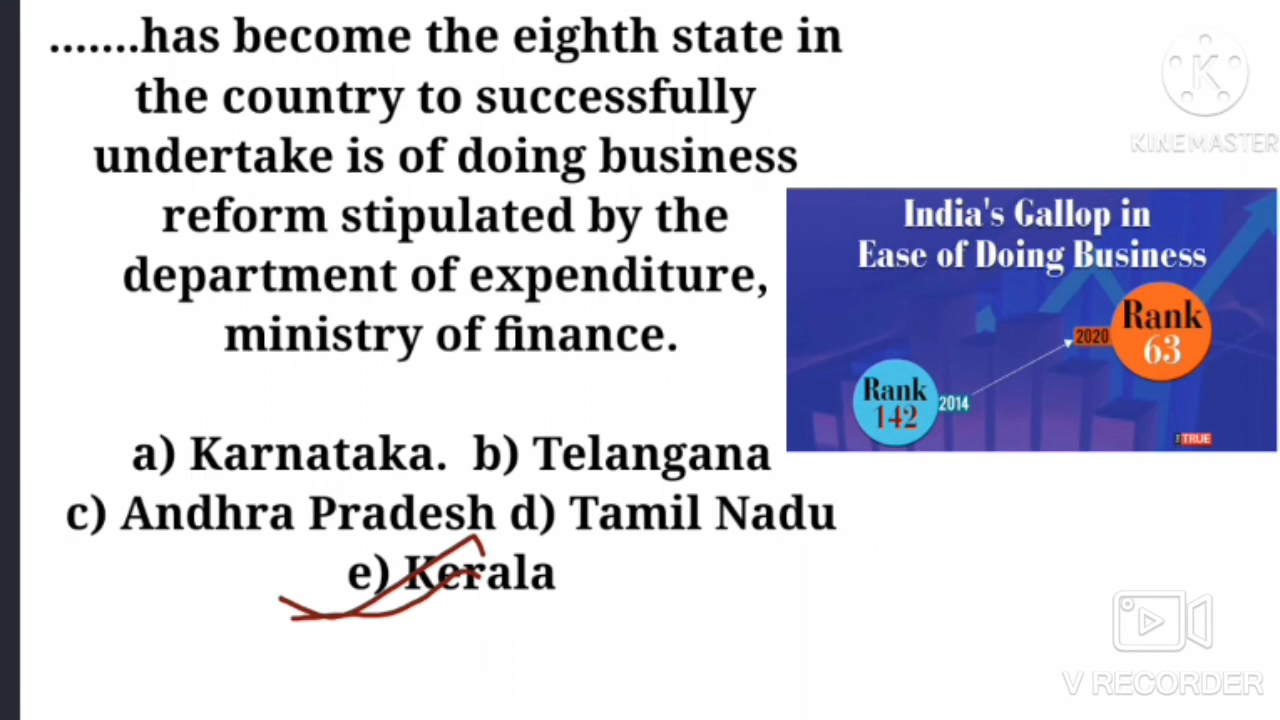 .......has become the eighth state in
the country to successfully
undertake is of doing business
reform stipulated by the
department of expenditure,
ministry of finance.
a) Karnataka. b) Telangana
c) Andhra Pradesh d) Tamil Nadu
e) Kerala
K
KINEMASTER
India's Gallop in
Ease of Doing Business
Rank
63
2020
Rank
142
2014
TRUE
V RECORDER